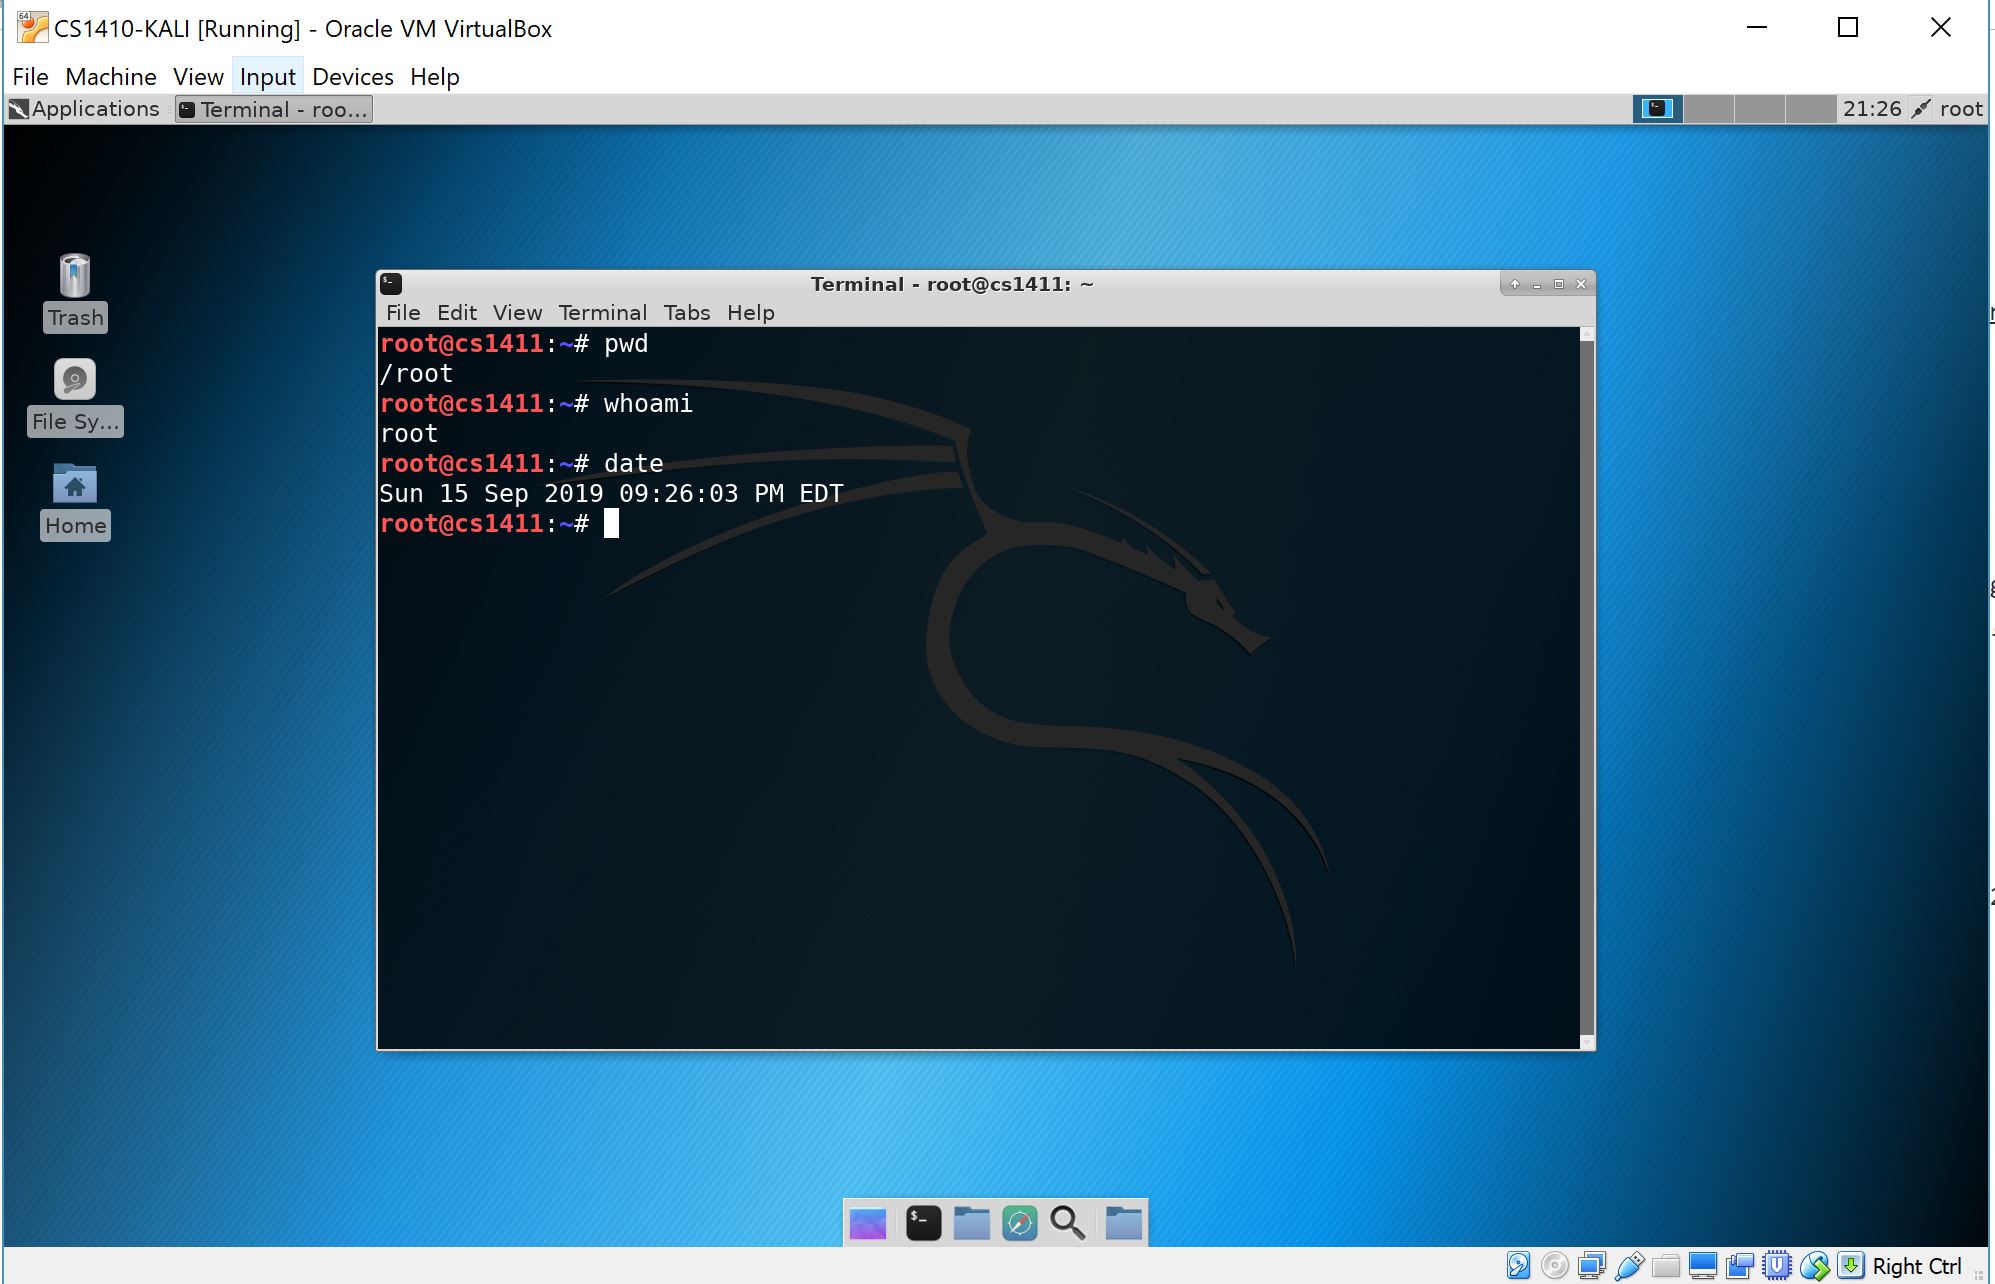 CS1410-KALI [Running] - Oracle VM VirtualBox
File Machine View Input Devices Help
Applications Terminal - roo... 21:26 root
Trash
File Sy...
Home
Terminal - root@cs1411: ~
File Edit View Terminal Tabs Help
root@cs1411:~# pwd
/root
root@cs1411:~# whoami
root
root@cs1411:~# date
Sun 15 Sep 2019 09:26:03 PM EDT
root@cs1411:~#
Right Ctrl